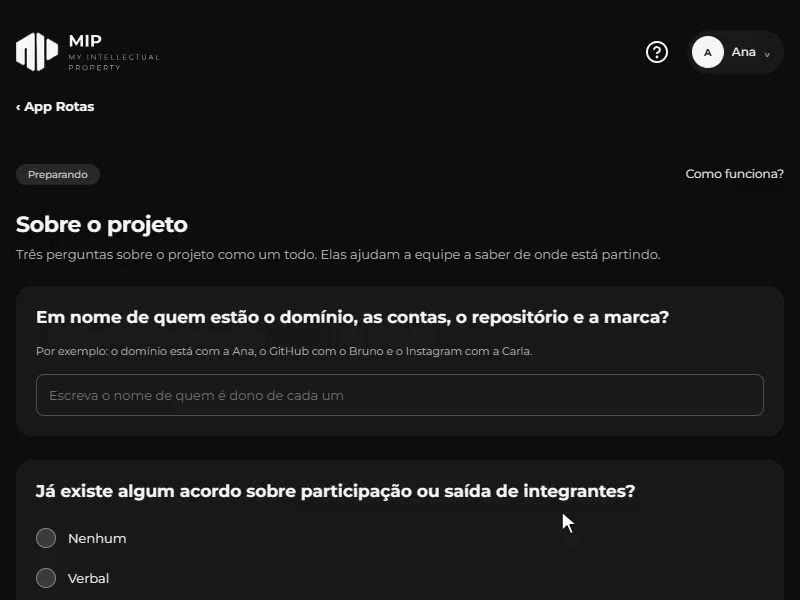 MIP
MY INTELLECTUAL
PROPERTY
A
Ana
‹ App Rotas
Preparando
Como funciona?
Sobre o projeto
Três perguntas sobre o projeto como um todo. Elas ajudam a equipe a saber de onde está partindo.
Em nome de quem estão o domínio, as contas, o repositório e a marca?
Por exemplo: o domínio está com a Ana, o GitHub com o Bruno e o Instagram com a Carla.
Escreva o nome de quem é dono de cada um
Já existe algum acordo sobre participação ou saída de integrantes?
Nenhum
Verbal